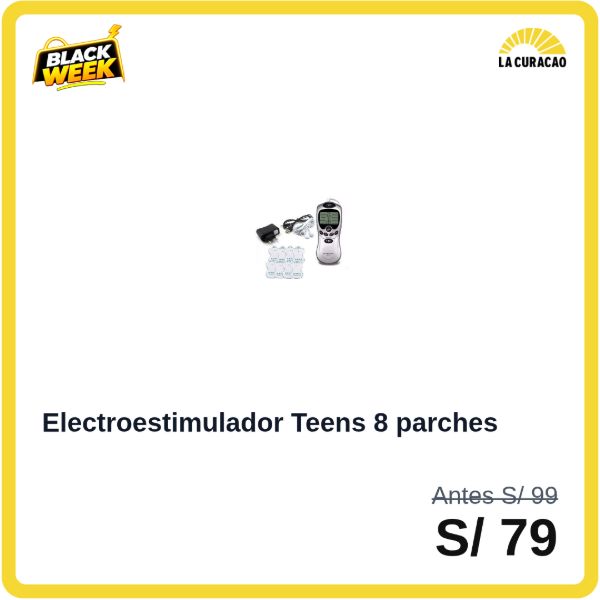 BLACK
WEEK
LA CURACAO
Electroestimulador Teens 8 parches
Antes S/ 99
S/ 79